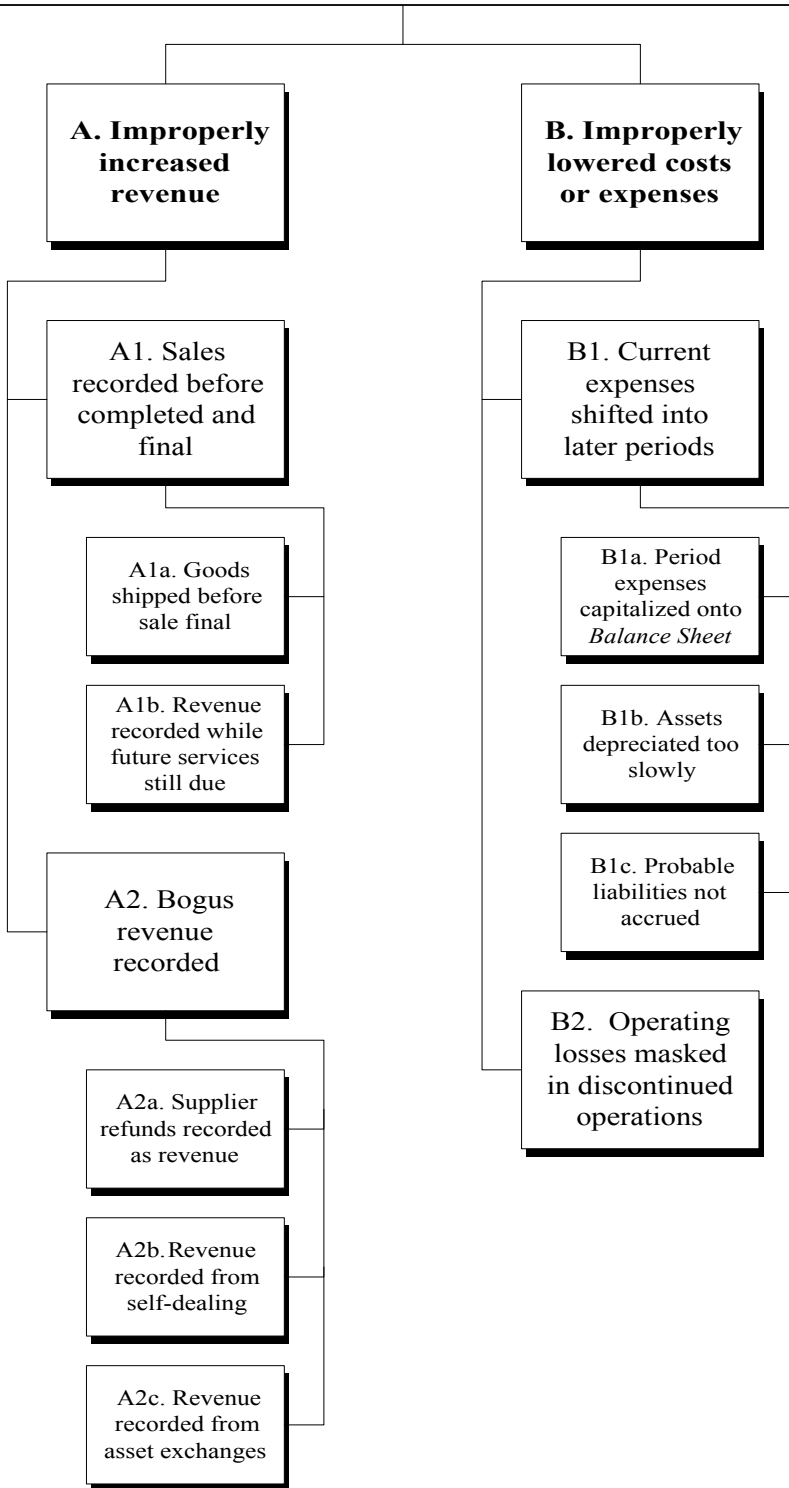 A. Improperly
increased
revenue
A1. Sales
recorded before
completed and
final
A1a. Goods
shipped before
sale final
A1b. Revenue
recorded while
future services
still due
A2. Bogus
revenue
recorded
A2a. Supplier
refunds recorded
as revenue
A2b. Revenue
recorded from
self-dealing
A2c. Revenue
recorded from
asset exchanges
B. Improperly
lowered costs
or expenses
B1. Current
expenses
shifted into
later periods
B1a. Period
expenses
capitalized onto
Balance Sheet
B1b. Assets
depreciated too
slowly
B1c. Probable
liabilities not
accrued
B2. Operating
losses masked
in discontinued
operations